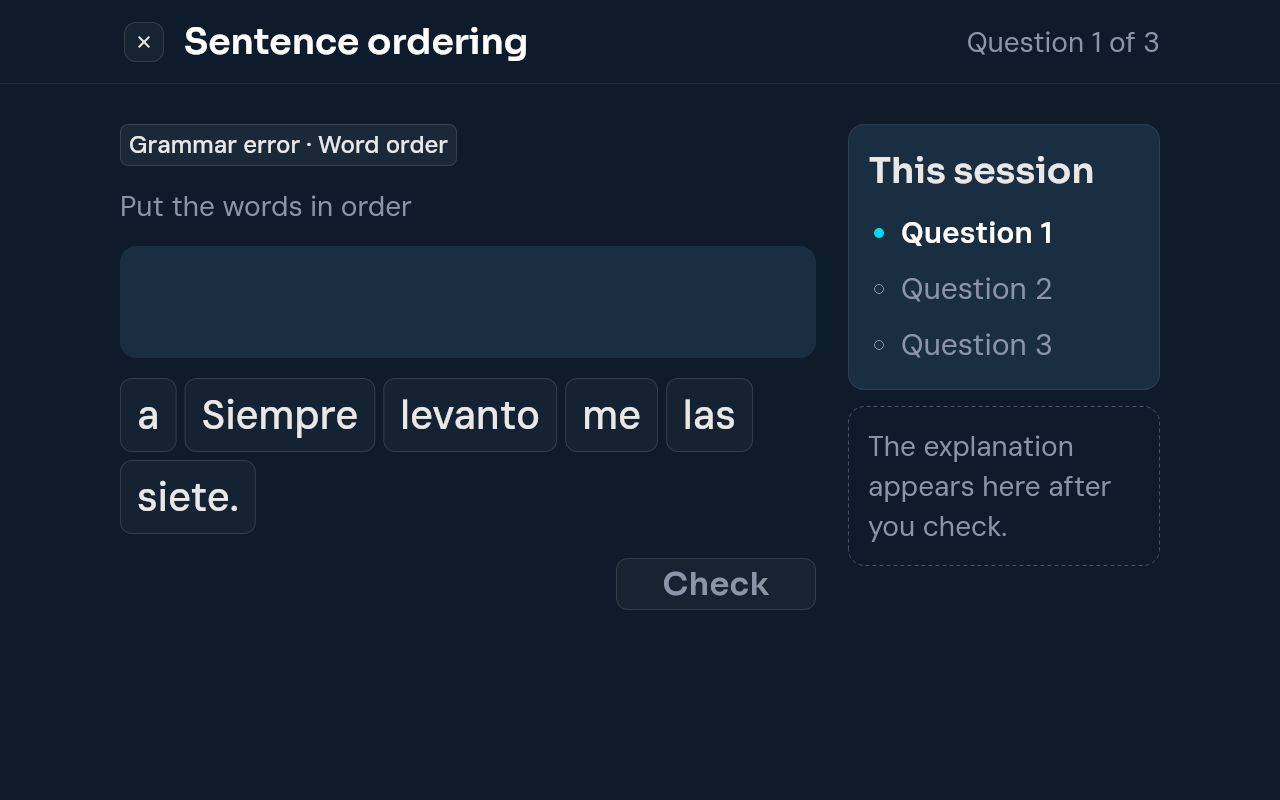 × Sentence ordering
Question 1 of 3
Grammar error · Word order
Put the words in order
a Siempre levanto me las
siete.
Check
This session
Question 1
Question 2
Question 3
The explanation
appears here after
you check.